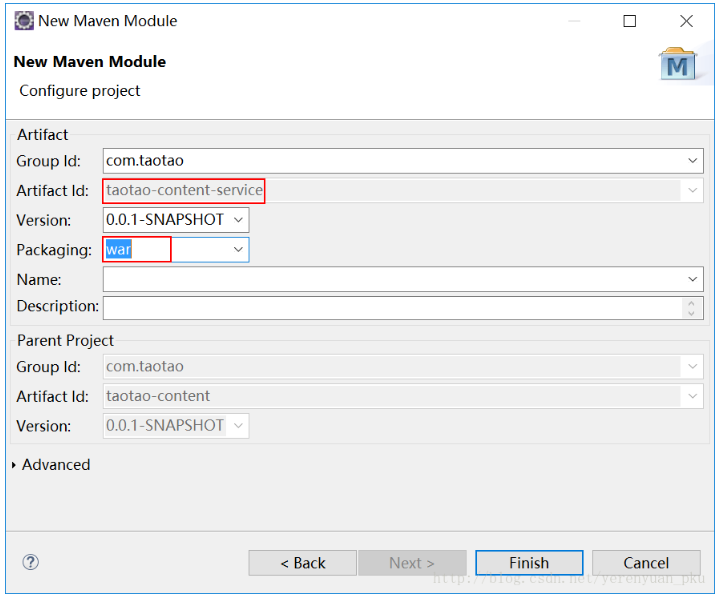 New Maven Module
New Maven Module
Configure project
M
Artifact
Group Id: com.taotao
Artifact Id: taotao-content-service
Version: 0.0.1-SNAPSHOT
Packaging: war
Name:
Description:
Parent Project
Group Id: com.taotao
Artifact Id: taotao-content
Version: 0.0.1-SNAPSHOT
Advanced
? < Back Next > Finish Cancel
http://blog.csdn.net/yerenyuan_pku